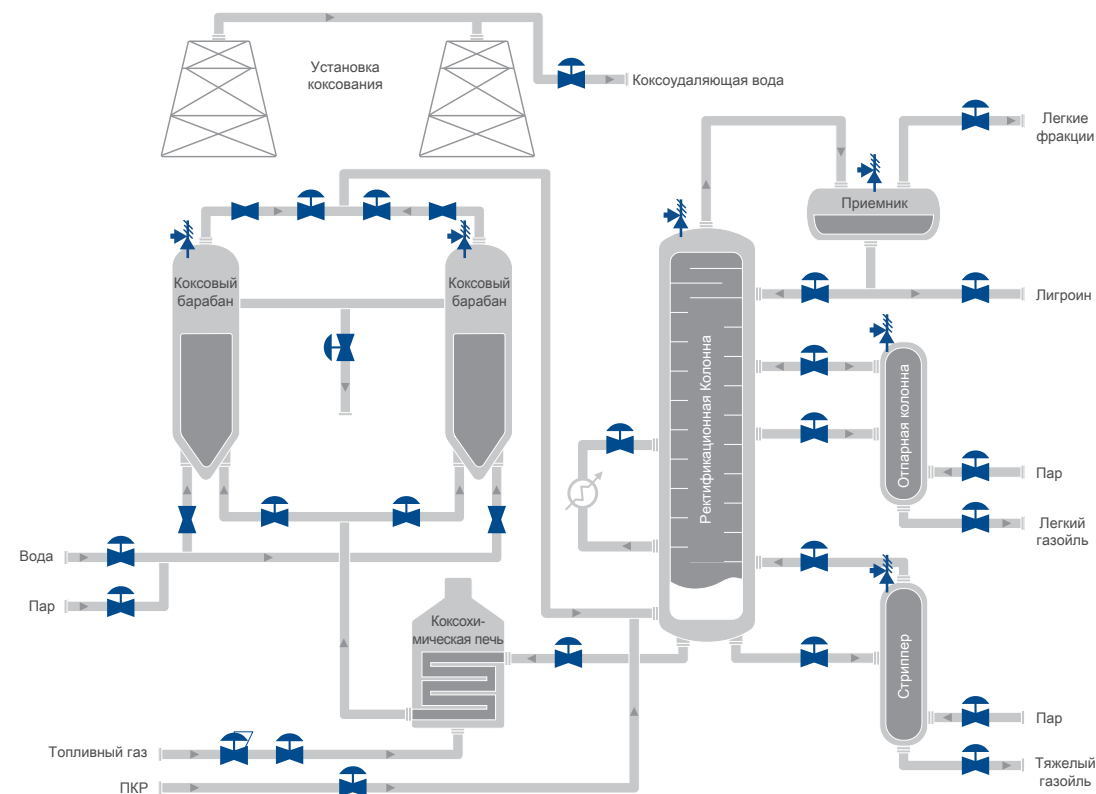 Установка
коксования
Коксоудаляющая вода
Легкие
фракции
Приемник
Коксовый
барабан
Коксовый
барабан
Лигроин
Ректификационная Колонна
Отпарная колонна
Пар
Легкий
газойль
Вода
Пар
Коксохи-
мическая печь
Стриппер
Пар
Топливный газ
Тяжелый
газойль
ПКР